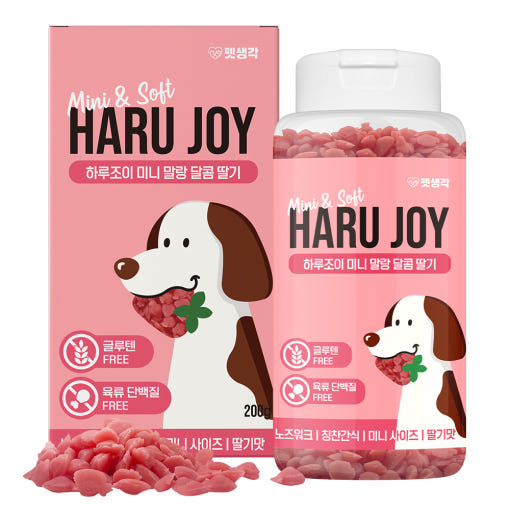 펫생각
Mini & Soft
HARU JOY
하루조이 미니 말랑 달콤 딸기
글루텐
FREE
육류 단백질
FREE
200g
미니 사이즈 | 딸기맛
펫생각
Mini & Soft
HARU JOY
하루조이 미니 말랑 달콤 딸기
글루텐
FREE
육류 단백질
FREE
노즈워크 | 칭찬간식 | 미니 사이즈 | 딸기맛